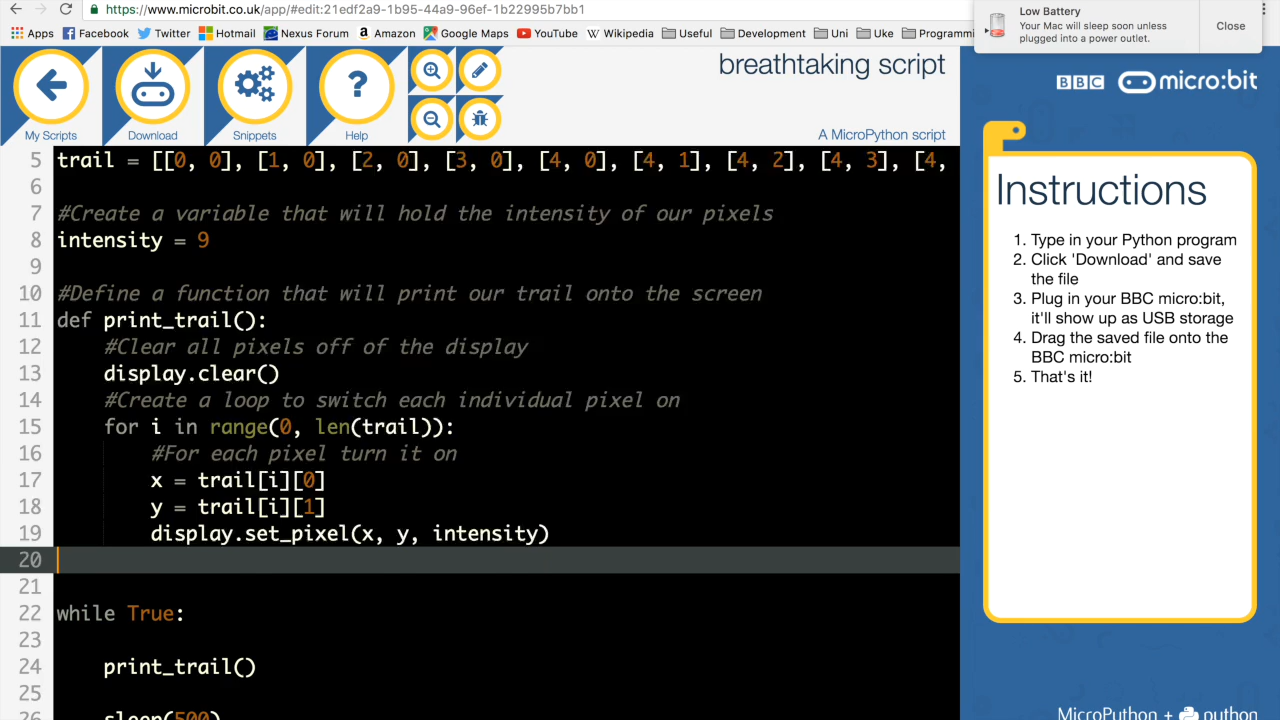 https://www.microbit.co.uk/app/#edit:21edf2a9-1b95-44a9-96ef-1b22995b7bb1
Apps Facebook Twitter Hotmail Nexus Forum Amazon Google Maps YouTube Wikipedia Useful Development Uni Uke Programmi
Low Battery
Your Mac will sleep soon unless
plugged into a power outlet.
Close
My Scripts
Download
Snippets
Help
breathtaking script
A MicroPython script
BBC micro:bit
5 trail = [[0, 0], [1, 0], [2, 0], [3, 0], [4, 0], [4, 1], [4, 2], [4, 3], [4,
6
7 #Create a variable that will hold the intensity of our pixels
8 intensity = 9
9
10 #Define a function that will print our trail onto the screen
11 def print_trail():
12 #Clear all pixels off of the display
13 display.clear()
14 #Create a loop to switch each individual pixel on
15 for i in range(0, len(trail)):
16 #For each pixel turn it on
17 x = trail[i][0]
18 y = trail[i][1]
19 display.set_pixel(x, y, intensity)
20
21
22 while True:
23
24 print_trail()
25
26 sleep(500)
Instructions
1. Type in your Python program
2. Click 'Download' and save
the file
3. Plug in your BBC micro:bit,
it'll show up as USB storage
4. Drag the saved file onto the
BBC micro:bit
5. That's it!
MicroPython + python